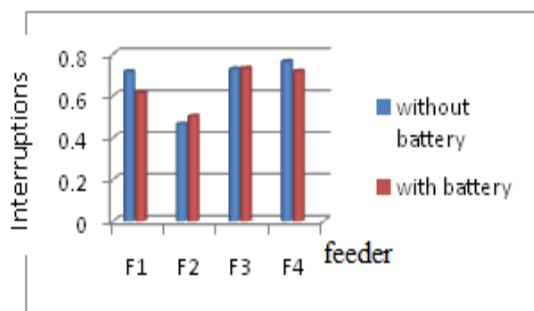 Interruptions
0.8
0.6
0.4
0.2
0
F1 F2 F3 F4
feeder
without
battery
with battery